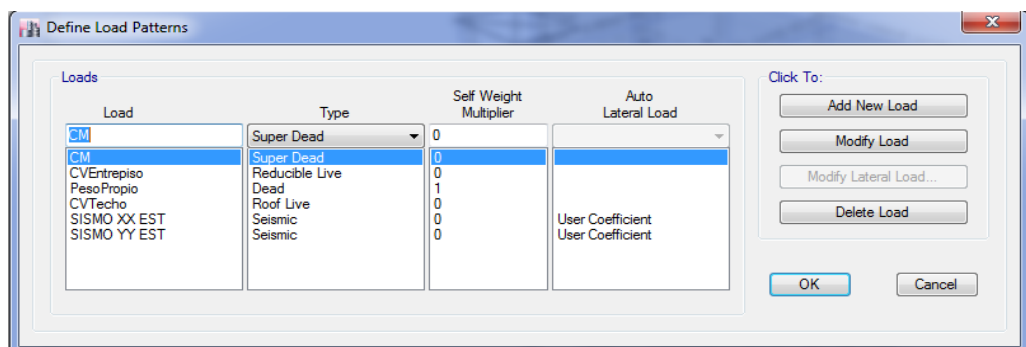 Define Load Patterns
Loads
Click To:
Load Type Self Weight Multiplier Auto Lateral Load
CM Super Dead 0
CM Super Dead 0
CVEntrepiso Reducible Live 0
PesoPropio Dead 1
CVTecho Roof Live 0
SISMO XX EST Seismic 0 User Coefficient
SISMO YY EST Seismic 0 User Coefficient
Add New Load
Modify Load
Modify Lateral Load...
Delete Load
OK Cancel